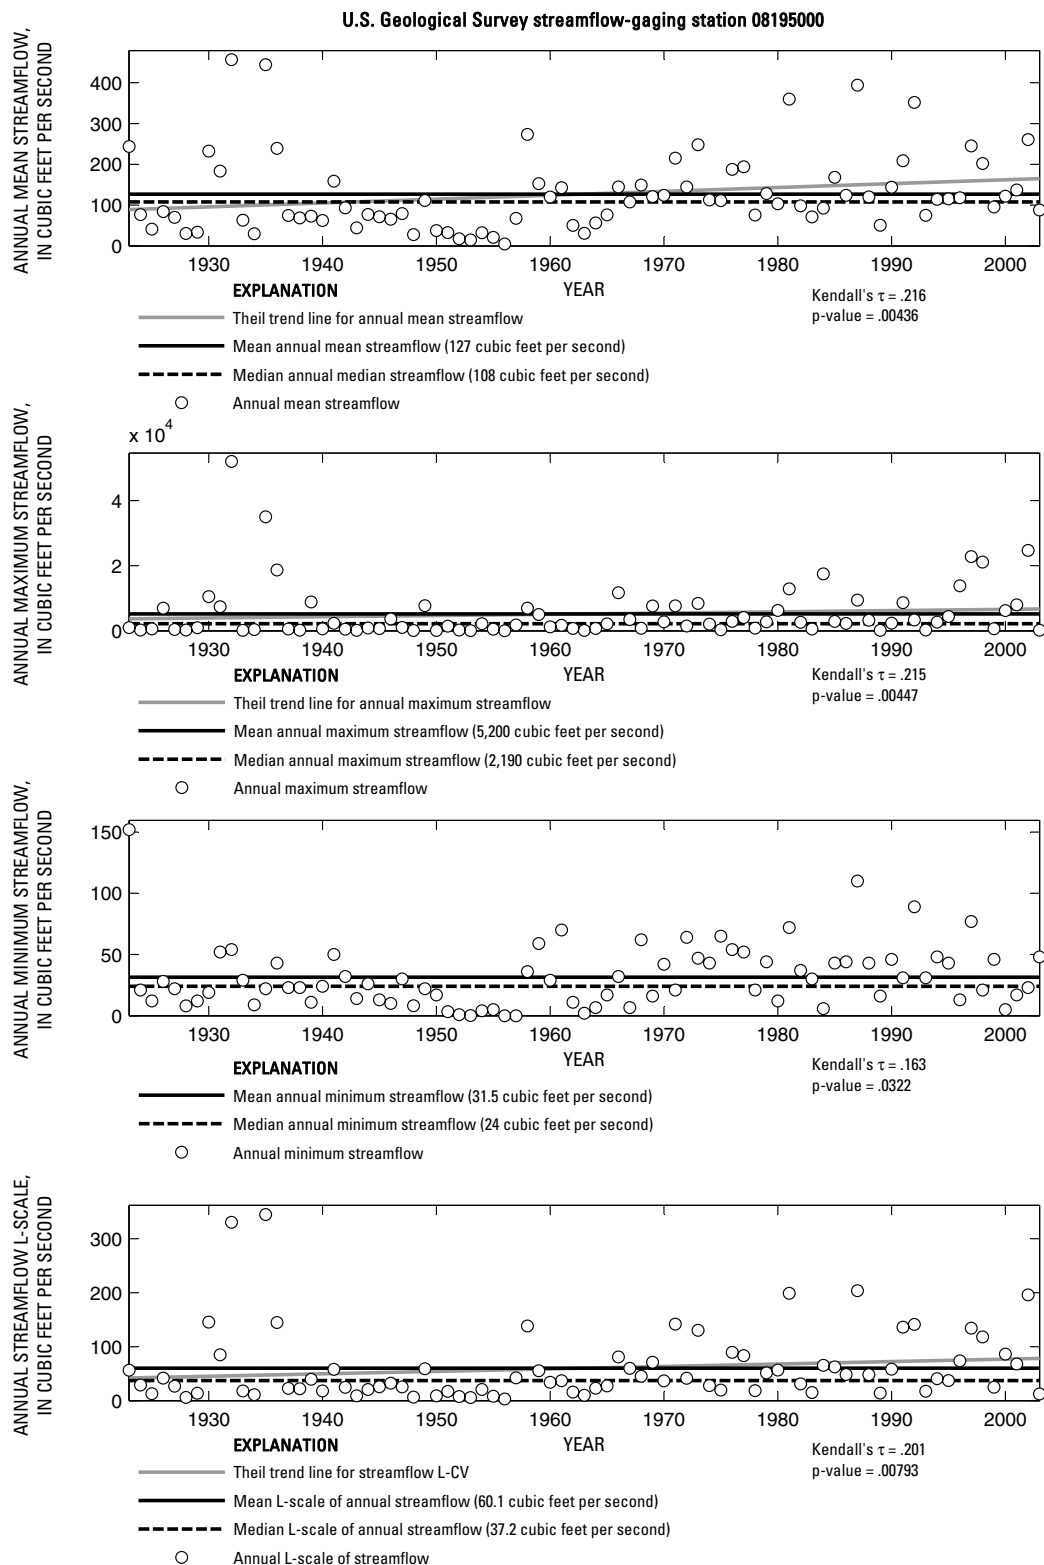 U.S. Geological Survey streamflow-gaging station 08195000
ANNUAL MEAN STREAMFLOW,
IN CUBIC FEET PER SECOND
400
300
200
100
0
1930 1940 1950 1960 1970 1980 1990 2000
YEAR
EXPLANATION
Theil trend line for annual mean streamflow
Mean annual mean streamflow (127 cubic feet per second)
Median annual median streamflow (108 cubic feet per second)
Annual mean streamflow
Kendall's τ = .216
p-value = .00436
ANNUAL MAXIMUM STREAMFLOW,
IN CUBIC FEET PER SECOND
x 10^4
4
2
0
1930 1940 1950 1960 1970 1980 1990 2000
YEAR
EXPLANATION
Theil trend line for annual maximum streamflow
Mean annual maximum streamflow (5,200 cubic feet per second)
Median annual maximum streamflow (2,190 cubic feet per second)
Annual maximum streamflow
Kendall's τ = .215
p-value = .00447
ANNUAL MINIMUM STREAMFLOW,
IN CUBIC FEET PER SECOND
150
100
50
0
1930 1940 1950 1960 1970 1980 1990 2000
YEAR
EXPLANATION
Mean annual minimum streamflow (31.5 cubic feet per second)
Median annual minimum streamflow (24 cubic feet per second)
Annual minimum streamflow
Kendall's τ = .163
p-value = .0322
ANNUAL STREAMFLOW L-SCALE,
IN CUBIC FEET PER SECOND
300
200
100
0
1930 1940 1950 1960 1970 1980 1990 2000
YEAR
EXPLANATION
Theil trend line for streamflow L-CV
Mean L-scale of annual streamflow (60.1 cubic feet per second)
Median L-scale of annual streamflow (37.2 cubic feet per second)
Annual L-scale of streamflow
Kendall's τ = .201
p-value = .00793